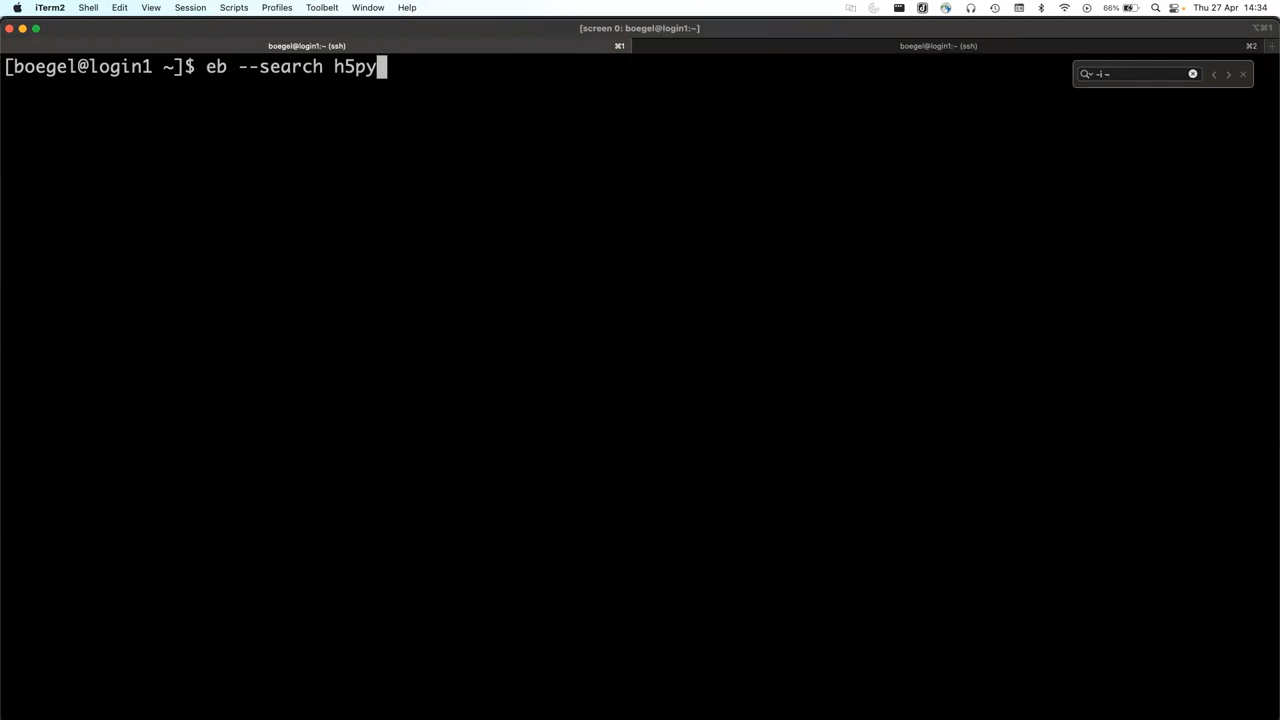 iTerm2 Shell Edit View Session Scripts Profiles Toolbelt Window Help 66% Thu 27 Apr 14:34
[screen 0: boegel@login1:~] ⌥⌘1
boegel@login1:~ (ssh) ⌘1 boegel@login1:~ (ssh) ⌘2 +
[boegel@login1 ~]$ eb --search h5py
-i ~